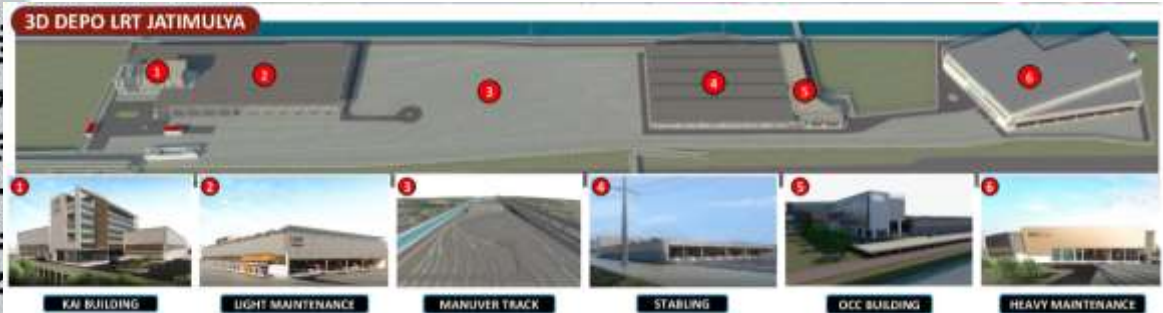 3D DEPO LRT JATIMULYA
1
2
3
4
5
6
1
2
3
4
5
6
KAI BUILDING
LIGHT MAINTENANCE
MANUVER TRACK
STABLING
OCC BUILDING
HEAVY MAINTENANCE